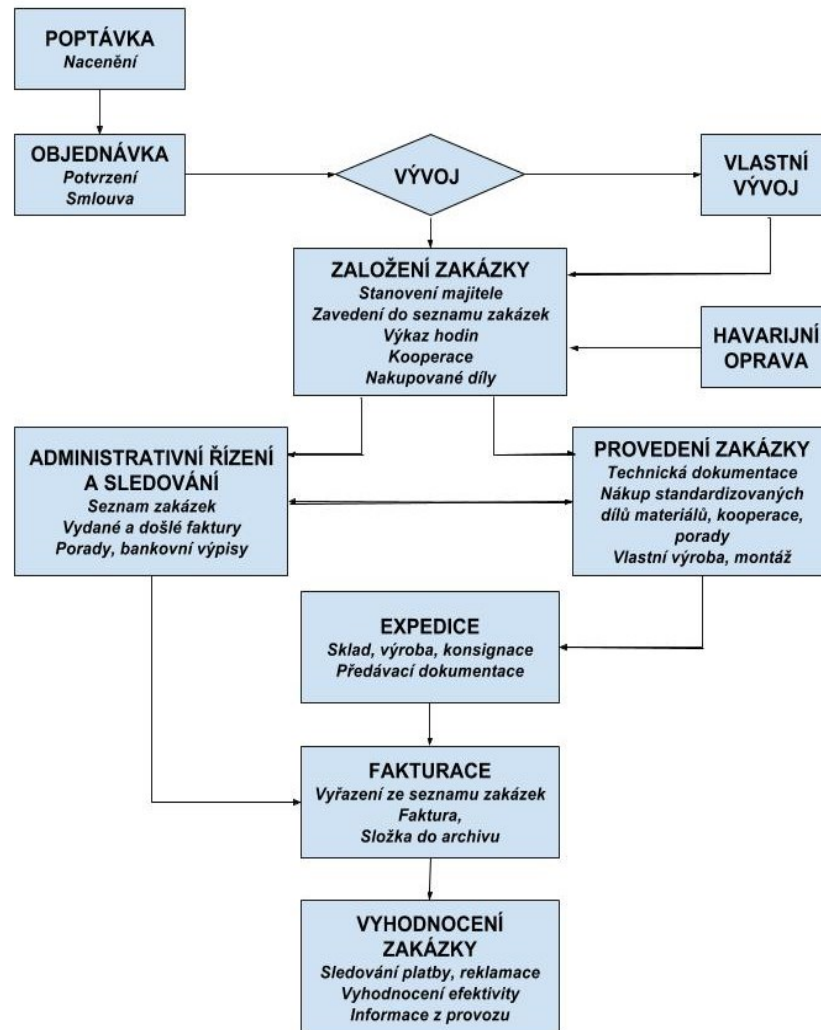 POPTÁVKA
Nacenění
OBJEDNÁVKA
Potvrzení
Smlouva
VÝVOJ
VLASTNÍ
VÝVOJ
ZALOŽENÍ ZAKÁZKY
Stanovení majitele
Zavedení do seznamu zakázek
Výkaz hodin
Kooperace
Nakupované díly
HAVARIJNÍ
OPRAVA
ADMINISTRATIVNÍ ŘÍZENÍ
A SLEDOVÁNÍ
Seznam zakázek
Vydané a došlé faktury
Porady, bankovní výpisy
PROVEDENÍ ZAKÁZKY
Technická dokumentace
Nákup standardizovaných
dílů materiálů, kooperace,
porady
Vlastní výroba, montáž
EXPEDICE
Sklad, výroba, konsignace
Předávací dokumentace
FAKTURACE
Vyřazení ze seznamu zakázek
Faktura,
Složka do archivu
VYHODNOCENÍ
ZAKÁZKY
Sledování platby, reklamace
Vyhodnocení efektivity
Informace z provozu